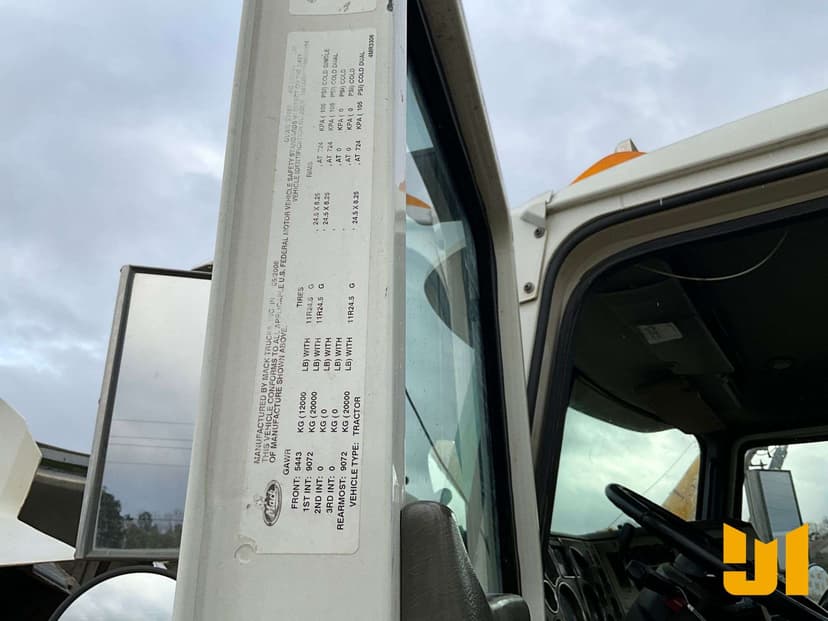 MANUFACTURED BY MACK TRUCKS, INC. IN 05/2006
THIS VEHICLE CONFORMS TO ALL APPLICABLE U.S. FEDERAL MOTOR VEHICLE SAFETY STANDARDS IN EFFECT ON THE DATE
OF MANUFACTURE SHOWN ABOVE. VEHICLE IDENTIFICATION
GAWR TIRES RIMS
FRONT: 5443 KG (12000 LB) WITH 11R24.5 G , 24.5 X 8.25 , AT 724 KPA ( 105 PSI) COLD SINGLE
1ST INT: 9072 KG (20000 LB) WITH 11R24.5 G , 24.5 X 8.25 , AT 724 KPA ( 105 PSI) COLD DUAL
2ND INT: 0 KG ( 0 LB) WITH , , AT 0 KPA ( 0 PSI) COLD
3RD INT: 0 KG ( 0 LB) WITH , , AT 0 KPA ( 0 PSI) COLD
REARMOST: 9072 KG (20000 LB) WITH 11R24.5 G , 24.5 X 8.25 , AT 724 KPA ( 105 PSI) COLD DUAL
VEHICLE TYPE: TRACTOR
4MR3306
Mack